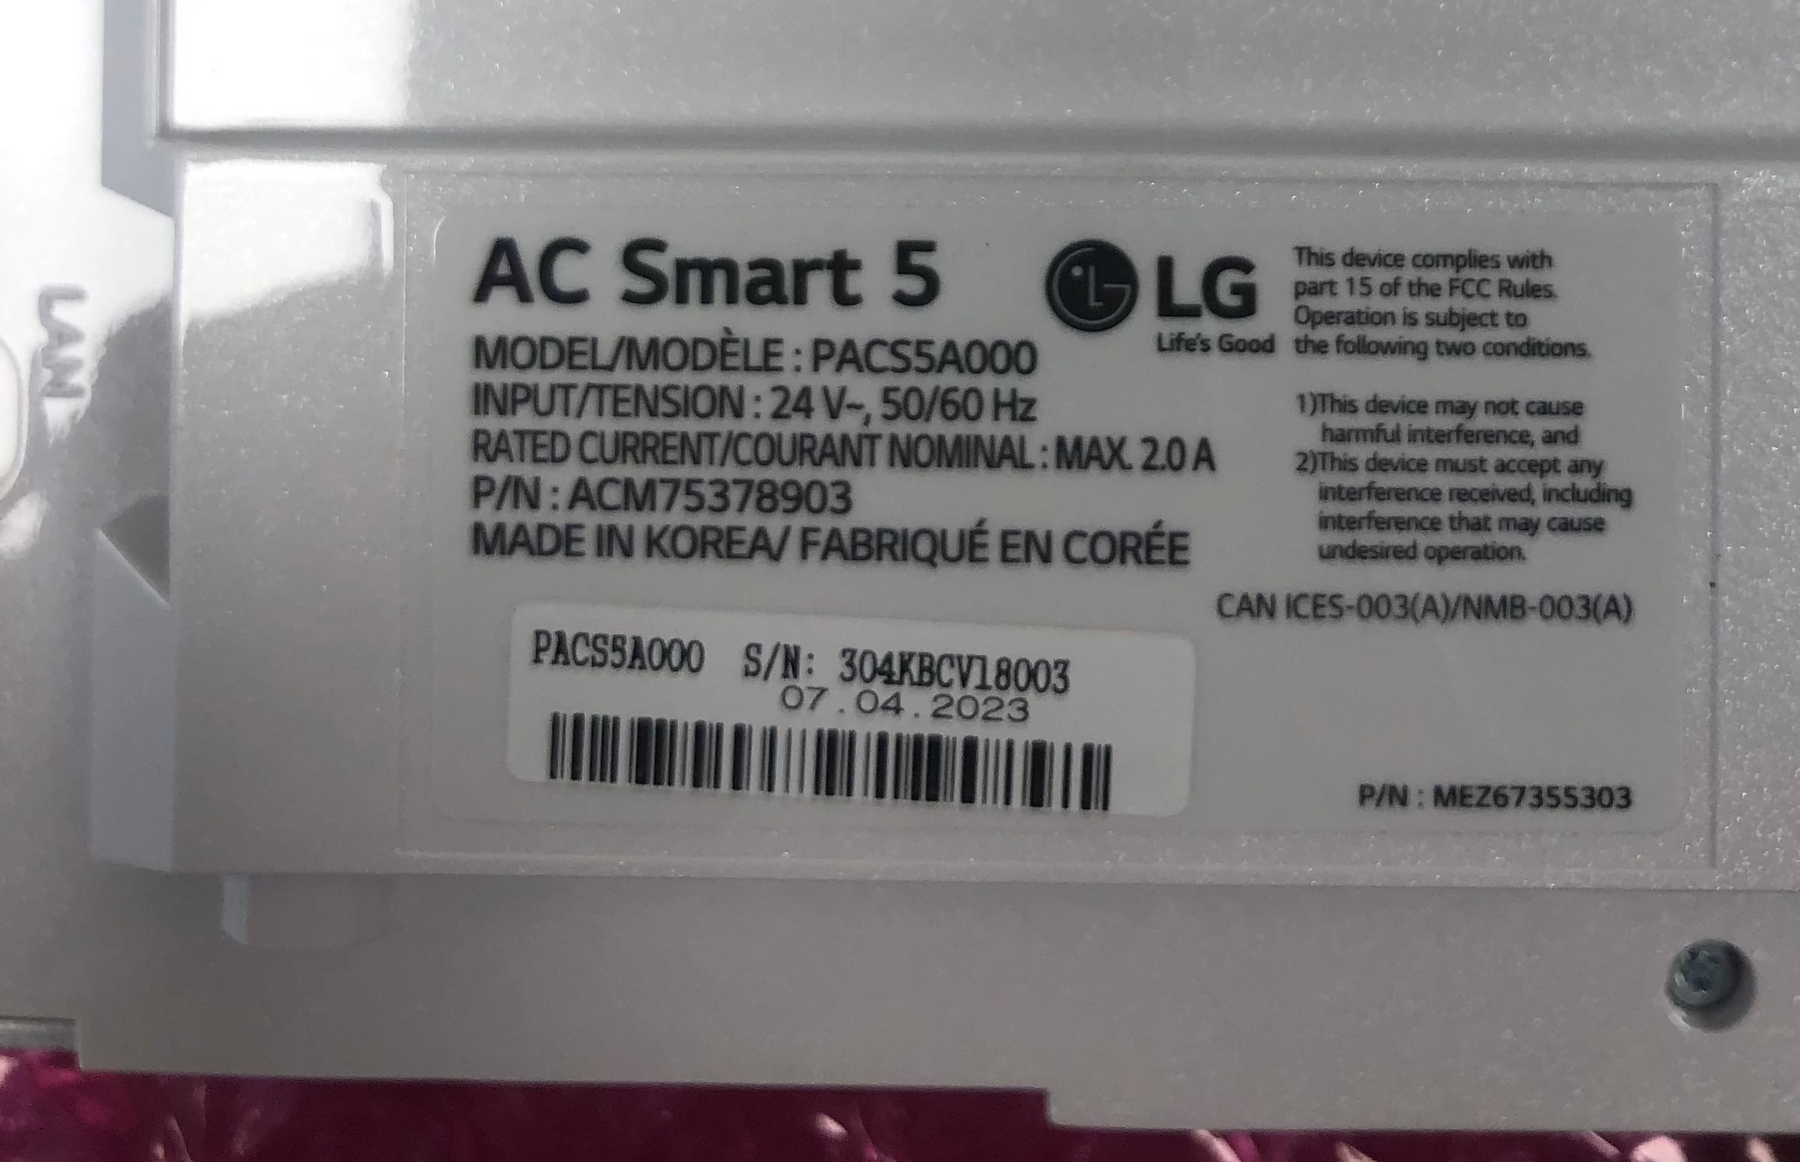 LAN
AC Smart 5
MODEL/MODÈLE : PACS5A000
INPUT/TENSION : 24 V~, 50/60 Hz
RATED CURRENT/COURANT NOMINAL : MAX. 2.0 A
P/N : ACM75378903
MADE IN KOREA/ FABRIQUÉ EN CORÉE
LG
Life's Good
This device complies with
part 15 of the FCC Rules.
Operation is subject to
the following two conditions.
1)This device may not cause
harmful interference, and
2)This device must accept any
interference received, including
interference that may cause
undesired operation.
CAN ICES-003(A)/NMB-003(A)
PACS5A000 S/N: 304KBCV18003
07.04.2023
P/N : MEZ67355303